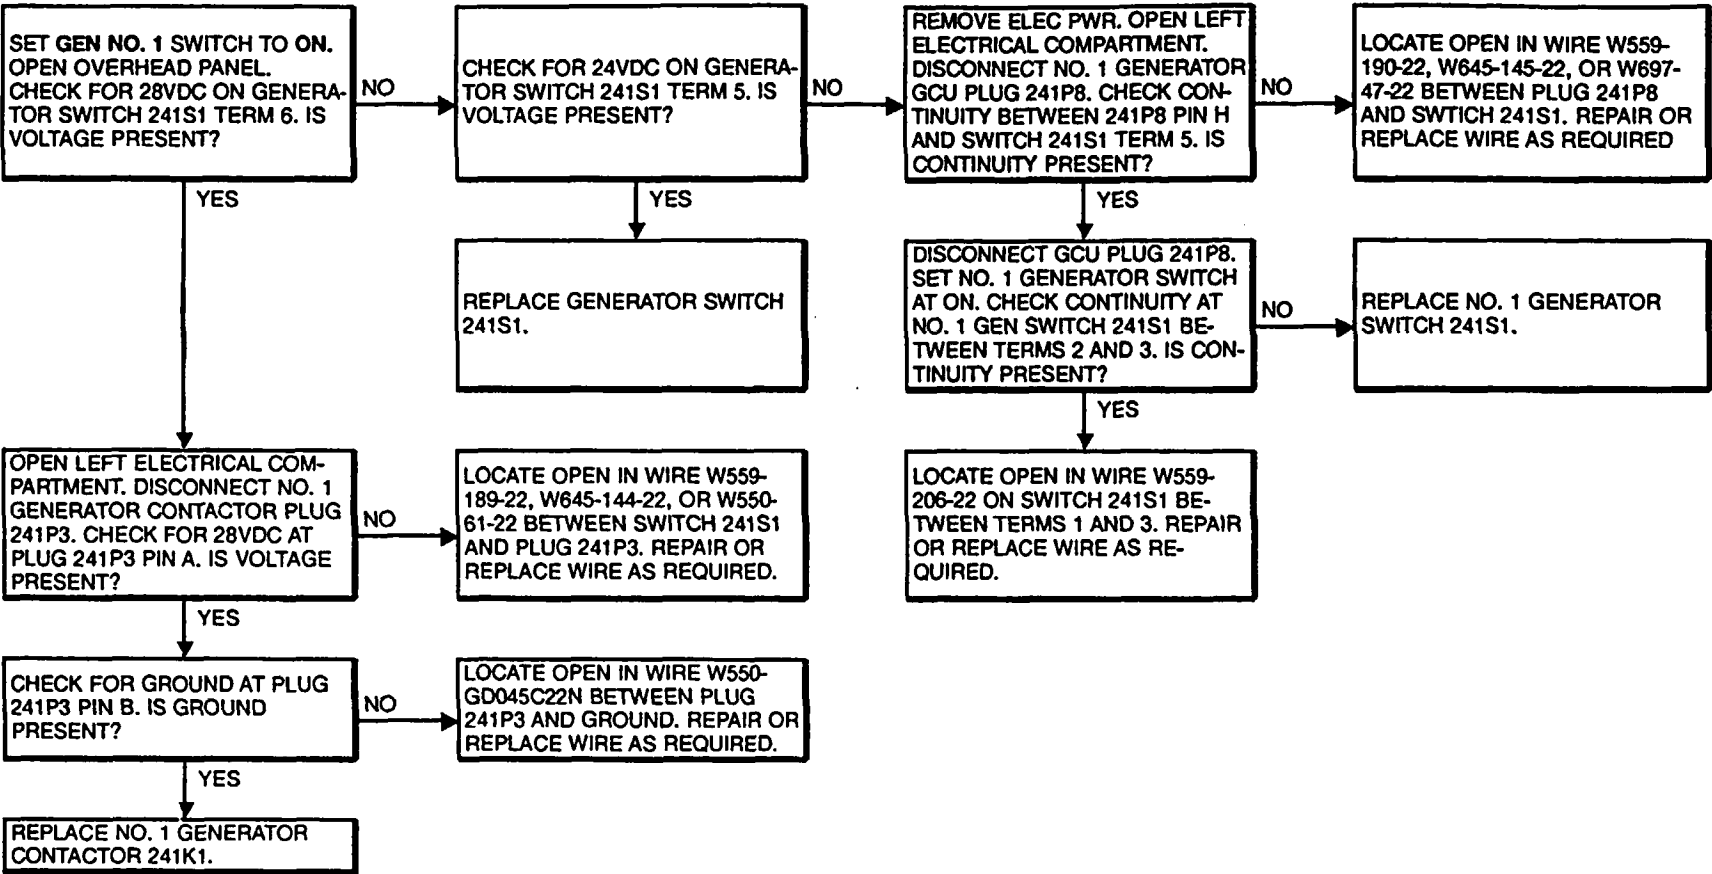 SET GEN NO. 1 SWITCH TO ON.
OPEN OVERHEAD PANEL.
CHECK FOR 28VDC ON GENERA-
TOR SWITCH 241S1 TERM 6. IS
VOLTAGE PRESENT?
NO
CHECK FOR 24VDC ON GENERA-
TOR SWITCH 241S1 TERM 5. IS
VOLTAGE PRESENT?
NO
REMOVE ELEC PWR. OPEN LEFT
ELECTRICAL COMPARTMENT.
DISCONNECT NO. 1 GENERATOR
GCU PLUG 241P8. CHECK CON-
TINUITY BETWEEN 241P8 PIN H
AND SWITCH 241S1 TERM 5. IS
CONTINUITY PRESENT?
NO
LOCATE OPEN IN WIRE W559-
190-22, W645-145-22, OR W697-
47-22 BETWEEN PLUG 241P8
AND SWTICH 241S1. REPAIR OR
REPLACE WIRE AS REQUIRED
YES
YES
YES
REPLACE GENERATOR SWITCH
241S1.
DISCONNECT GCU PLUG 241P8.
SET NO. 1 GENERATOR SWITCH
AT ON. CHECK CONTINUITY AT
NO. 1 GEN SWITCH 241S1 BE-
TWEEN TERMS 2 AND 3. IS CON-
TINUITY PRESENT?
NO
REPLACE NO. 1 GENERATOR
SWITCH 241S1.
YES
OPEN LEFT ELECTRICAL COM-
PARTMENT. DISCONNECT NO. 1
GENERATOR CONTACTOR PLUG
241P3. CHECK FOR 28VDC AT
PLUG 241P3 PIN A. IS VOLTAGE
PRESENT?
NO
LOCATE OPEN IN WIRE W559-
189-22, W645-144-22, OR W550-
61-22 BETWEEN SWITCH 241S1
AND PLUG 241P3. REPAIR OR
REPLACE WIRE AS REQUIRED.
LOCATE OPEN IN WIRE W559-
206-22 ON SWITCH 241S1 BE-
TWEEN TERMS 1 AND 3. REPAIR
OR REPLACE WIRE AS RE-
QUIRED.
YES
CHECK FOR GROUND AT PLUG
241P3 PIN B. IS GROUND
PRESENT?
NO
LOCATE OPEN IN WIRE W550-
GD045C22N BETWEEN PLUG
241P3 AND GROUND. REPAIR OR
REPLACE WIRE AS REQUIRED.
YES
REPLACE NO. 1 GENERATOR
CONTACTOR 241K1.